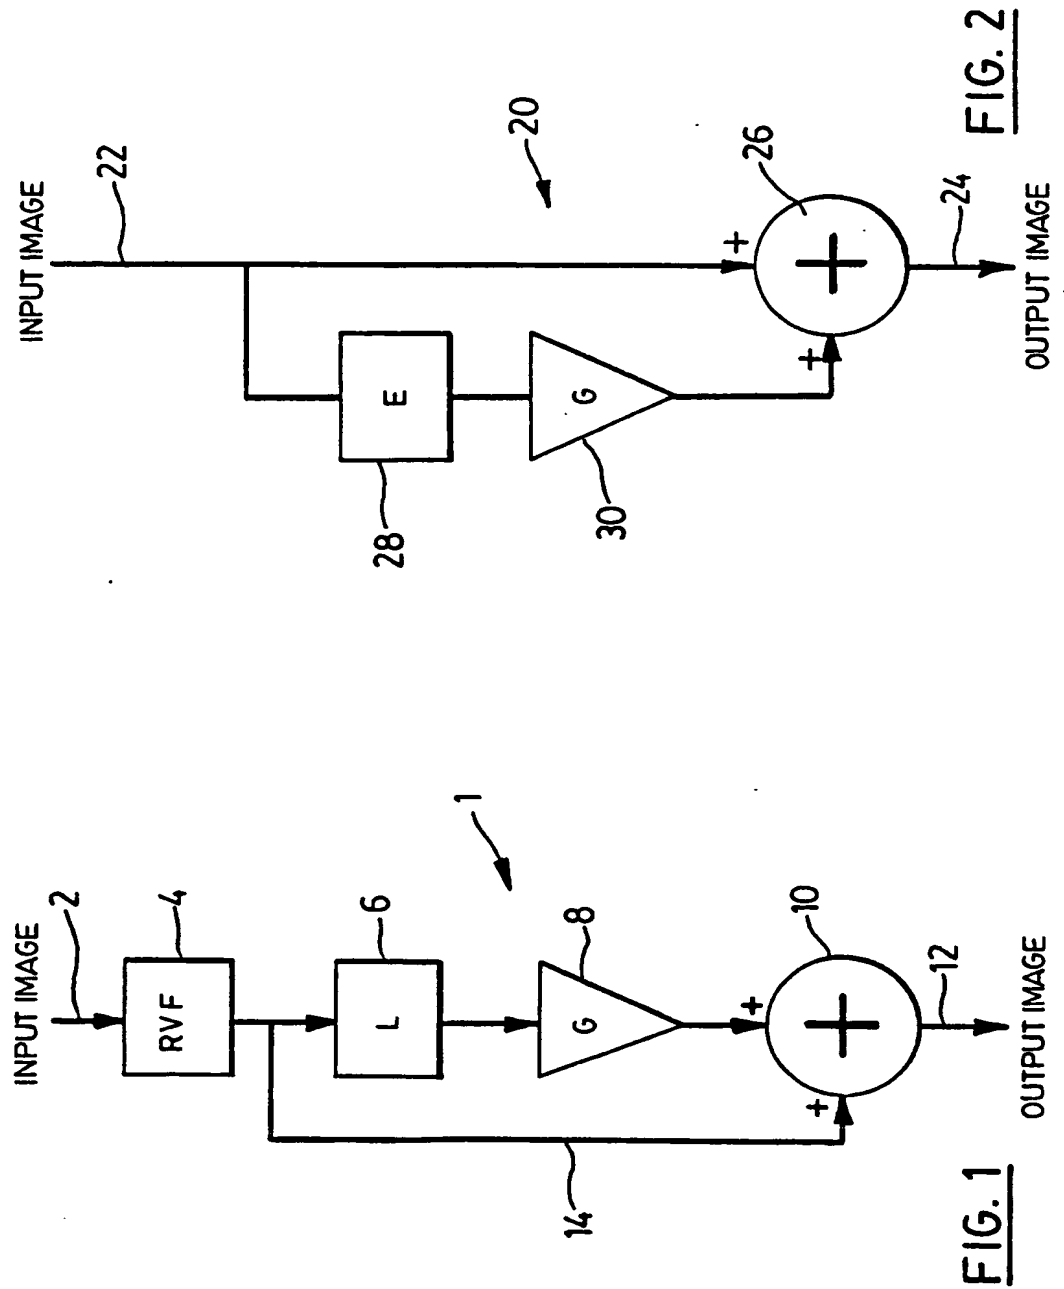 INPUT IMAGE
2
4
RVF
6
L
1
8
G
10
+
+
14
12
OUTPUT IMAGE
FIG. 1
INPUT IMAGE
22
20
E
28
G
30
26
+
+
24
OUTPUT IMAGE
FIG. 2